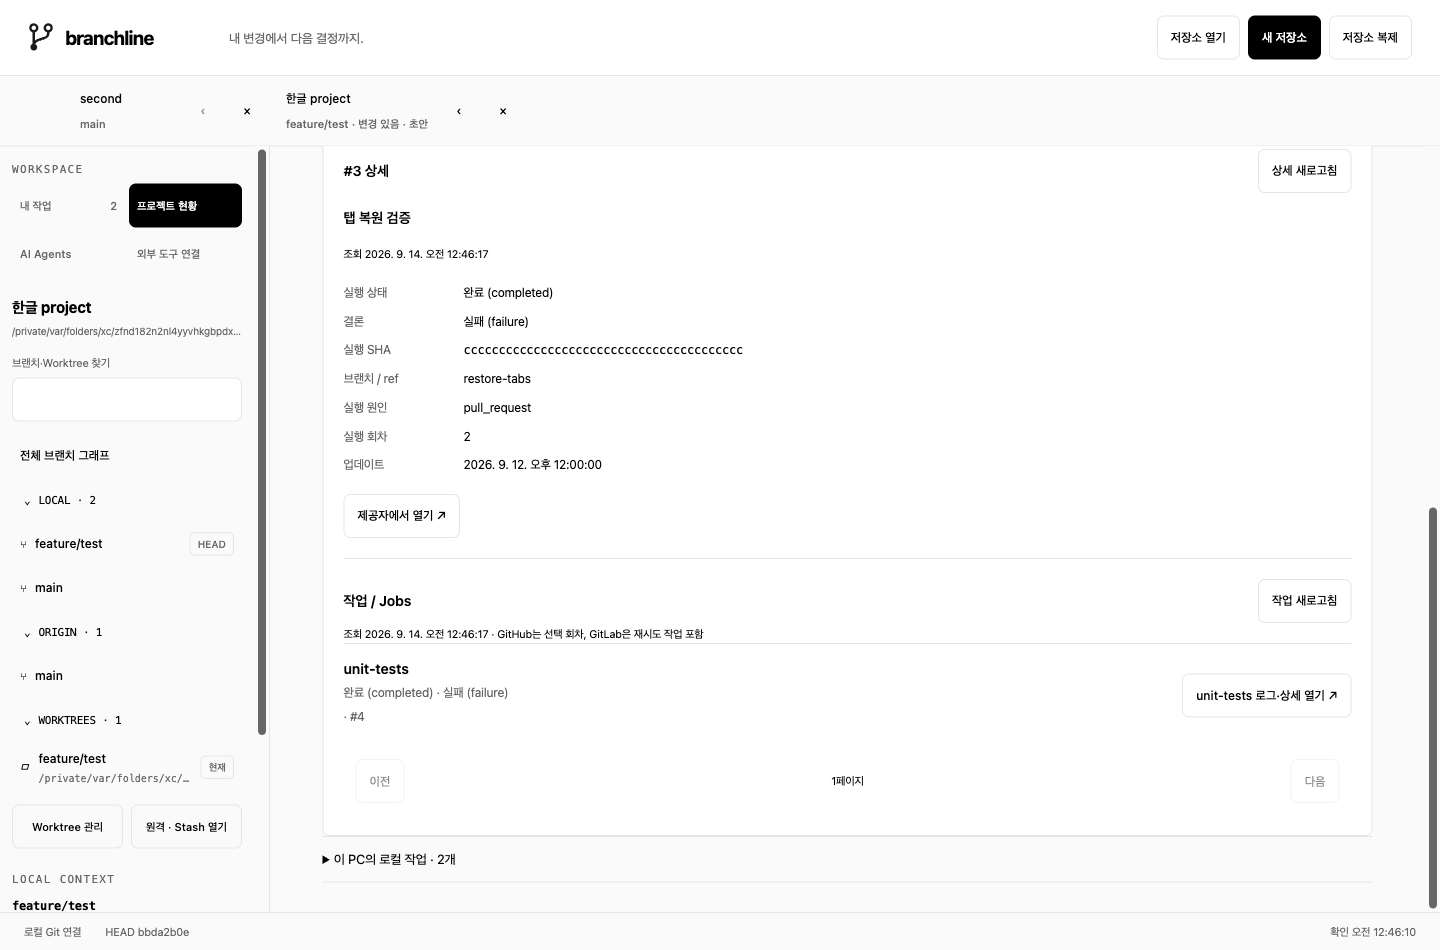 branchline
내 변경에서 다음 결정까지.
저장소 열기
새 저장소
저장소 복제
second
main
‹
×
한글 project
feature/test · 변경 있음 · 초안
‹
×
WORKSPACE
내 작업 2
프로젝트 현황
AI Agents
외부 도구 연결
한글 project
/private/var/folders/xc/zfnd182n2nl4yyvhkgbpdx...
브랜치·Worktree 찾기
전체 브랜치 그래프
⌄ LOCAL · 2
⑂ feature/test HEAD
⑂ main
⌄ ORIGIN · 1
⑂ main
⌄ WORKTREES · 1
▱ feature/test
/private/var/folders/xc/…
현재
Worktree 관리
원격 · Stash 열기
LOCAL CONTEXT
feature/test
#3 상세
상세 새로고침
탭 복원 검증
조회 2026. 9. 14. 오전 12:46:17
실행 상태 완료 (completed)
결론 실패 (failure)
실행 SHA cccccccccccccccccccccccccccccccccccccccc
브랜치 / ref restore-tabs
실행 원인 pull_request
실행 회차 2
업데이트 2026. 9. 12. 오후 12:00:00
제공자에서 열기 ↗
작업 / Jobs
작업 새로고침
조회 2026. 9. 14. 오전 12:46:17 · GitHub는 선택 회차, GitLab은 재시도 작업 포함
unit-tests
완료 (completed) · 실패 (failure)
· #4
unit-tests 로그·상세 열기 ↗
이전
1페이지
다음
▶ 이 PC의 로컬 작업 · 2개
로컬 Git 연결
HEAD bbda2b0e
확인 오전 12:46:10